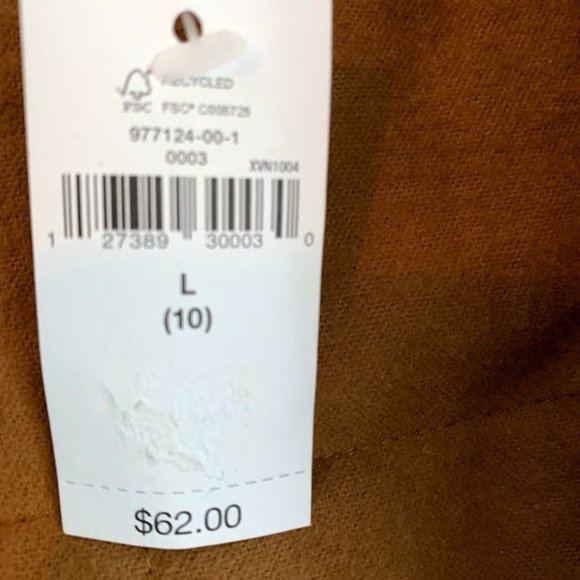 RECYCLED
FSC FSC® C006725
977124-00-1
0003
XVN1004
1 27389 30003 0
L
(10)
$62.00